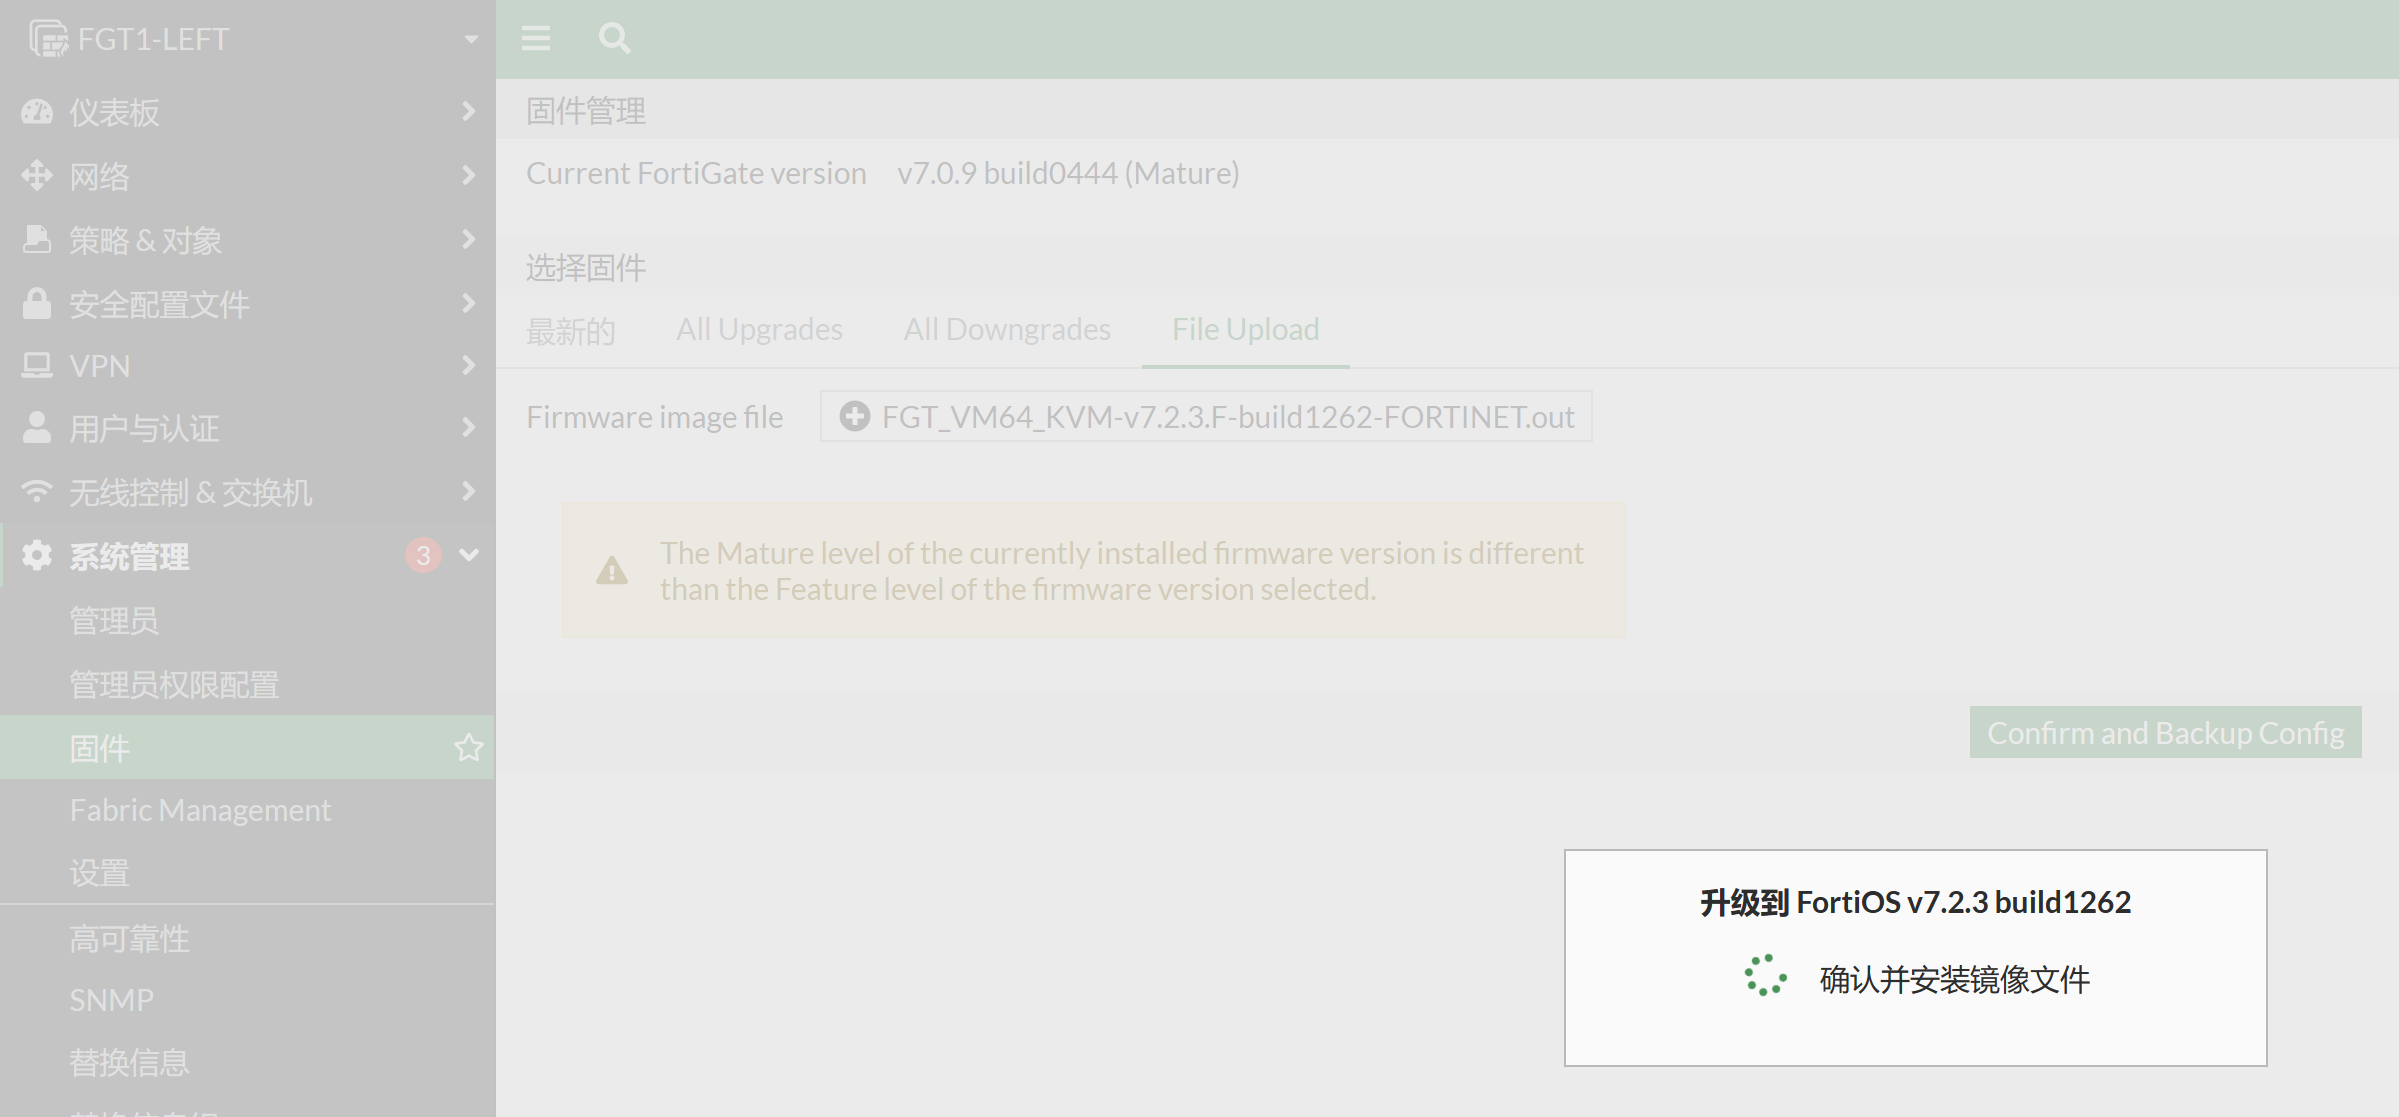 FGT1-LEFT
仪表板
网络
策略 & 对象
安全配置文件
VPN
用户与认证
无线控制 & 交换机
系统管理 3
管理员
管理员权限配置
固件
Fabric Management
设置
高可靠性
SNMP
替换信息
替换信息组
固件管理
Current FortiGate version v7.0.9 build0444 (Mature)
选择固件
最新的 All Upgrades All Downgrades File Upload
Firmware image file FGT_VM64_KVM-v7.2.3.F-build1262-FORTINET.out
The Mature level of the currently installed firmware version is different
than the Feature level of the firmware version selected.
Confirm and Backup Config
升级到 FortiOS v7.2.3 build1262
确认并安装镜像文件